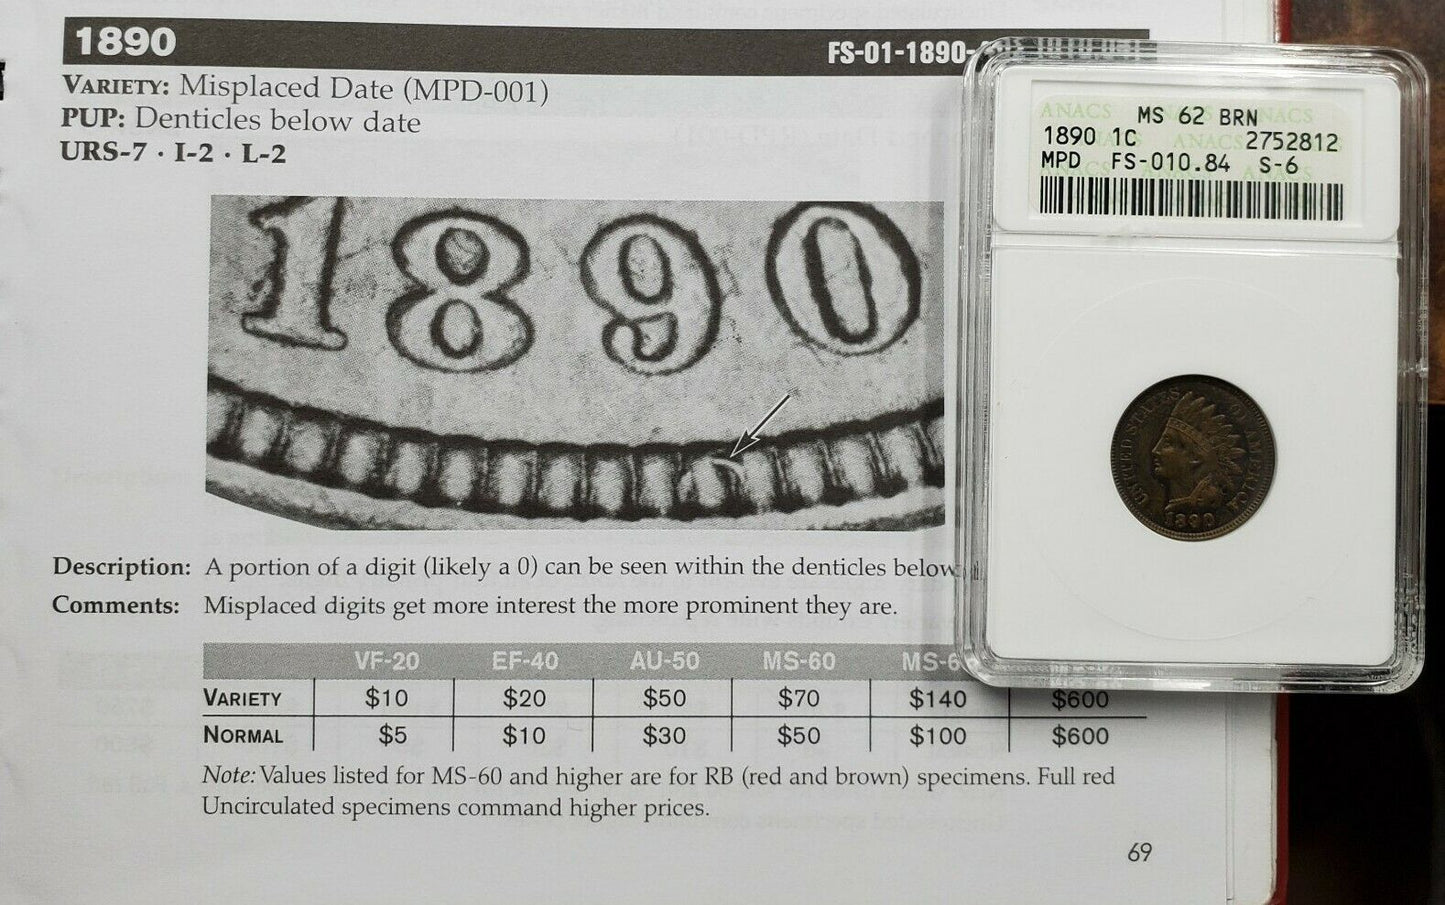 1890 FS-01-1890-
VARIETY: Misplaced Date (MPD-001)
PUP: Denticles below date
URS-7 · I-2 · L-2
1890
Description: A portion of a digit (likely a 0) can be seen within the denticles below
Comments: Misplaced digits get more interest the more prominent they are.
VF-20 EF-40 AU-50 MS-60 MS-6
VARIETY $10 $20 $50 $70 $140 $600
NORMAL $5 $10 $30 $50 $100 $600
Note: Values listed for MS-60 and higher are for RB (red and brown) specimens. Full red
Uncirculated specimens command higher prices.
69
ANACS ANACS
MS 62 BRN
1890 1C ANACS 2752812
MPD FS-010.84 S-6
UNITED STATES OF AMERICA
1890